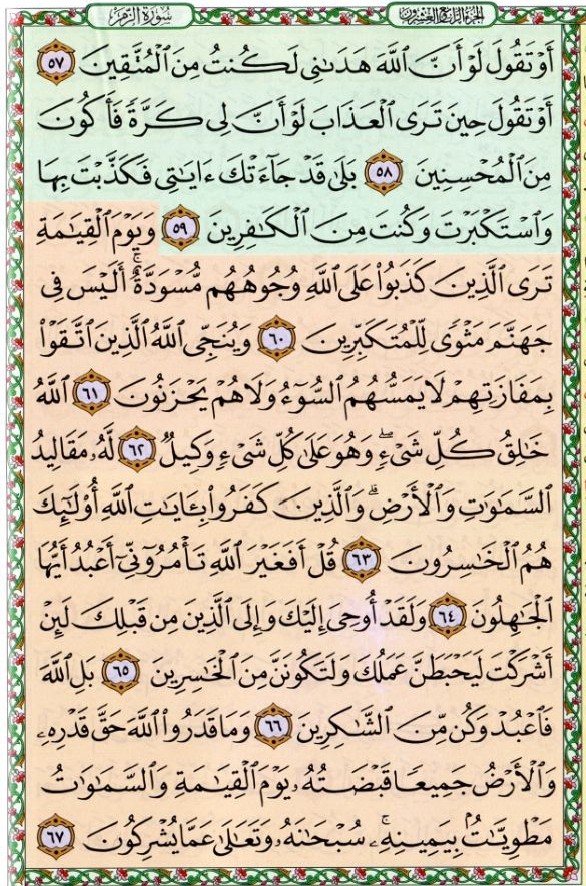 سُورَةُ الزُّمَرِ الجزء الرابع والعشرون
أَوْ تَقُولَ لَوْ أَنَّ ٱللَّهَ هَدَىٰنِي لَكُنتُ مِنَ ٱلْمُتَّقِينَ ٥٧
أَوْ تَقُولَ حِينَ تَرَى ٱلْعَذَابَ لَوْ أَنَّ لِي كَرَّةً فَأَكُونَ
مِنَ ٱلْمُحْسِنِينَ ٥٨ بَلَىٰ قَدْ جَآءَتْكَ ءَايَٰتِي فَكَذَّبْتَ بِهَا
وَٱسْتَكْبَرْتَ وَكُنتَ مِنَ ٱلْكَٰفِرِينَ ٥٩ وَيَوْمَ ٱلْقِيَٰمَةِ
تَرَى ٱلَّذِينَ كَذَبُوا۟ عَلَى ٱللَّهِ وُجُوهُهُم مُّسْوَدَّةٌ ۚ أَلَيْسَ فِي
جَهَنَّمَ مَثْوًى لِّلْمُتَكَبِّرِينَ ٦٠ وَيُنَجِّي ٱللَّهُ ٱلَّذِينَ ٱتَّقَوْا۟
بِمَفَازَتِهِمْ لَا يَمَسُّهُمُ ٱلسُّوٓءُ وَلَا هُمْ يَحْزَنُونَ ٦١ ٱللَّهُ
خَٰلِقُ كُلِّ شَيْءٍ ۖ وَهُوَ عَلَىٰ كُلِّ شَيْءٍ وَكِيلٌ ٦٢ لَّهُۥ مَقَالِيدُ
ٱلسَّمَٰوَٰتِ وَٱلْأَرْضِ ۗ وَٱلَّذِينَ كَفَرُوا۟ بِـَٔايَٰتِ ٱللَّهِ أُو۟لَٰٓئِكَ
هُمُ ٱلْخَٰسِرُونَ ٦٣ قُلْ أَفَغَيْرَ ٱللَّهِ تَأْمُرُوٓنِّيٓ أَعْبُدُ أَيُّهَا
ٱلْجَٰهِلُونَ ٦٤ وَلَقَدْ أُوحِيَ إِلَيْكَ وَإِلَى ٱلَّذِينَ مِن قَبْلِكَ لَئِنْ
أَشْرَكْتَ لَيَحْبَطَنَّ عَمَلُكَ وَلَتَكُونَنَّ مِنَ ٱلْخَٰسِرِينَ ٦٥ بَلِ ٱللَّهَ
فَٱعْبُدْ وَكُن مِّنَ ٱلشَّٰكِرِينَ ٦٦ وَمَا قَدَرُوا۟ ٱللَّهَ حَقَّ قَدْرِهِۦ
وَٱلْأَرْضُ جَمِيعًا قَبْضَتُهُۥ يَوْمَ ٱلْقِيَٰمَةِ وَٱلسَّمَٰوَٰتُ
مَطْوِيَّٰتٌۢ بِيَمِينِهِۦ ۚ سُبْحَٰنَهُۥ وَتَعَٰلَىٰ عَمَّا يُشْرِكُونَ ٦٧